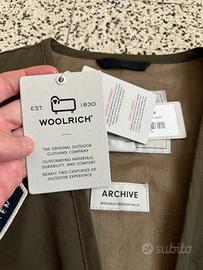 EST. 1830
WOOLRICH®
THE ORIGINAL OUTDOOR
CLOTHING COMPANY
OUTSTANDING MATERIALS,
DURABILITY, AND COMFORT
NEARLY TWO CENTURIES OF
OUTDOOR EXPERIENCE
ARCHIVE
WOOLRICH WOOLEN MILLS
subito